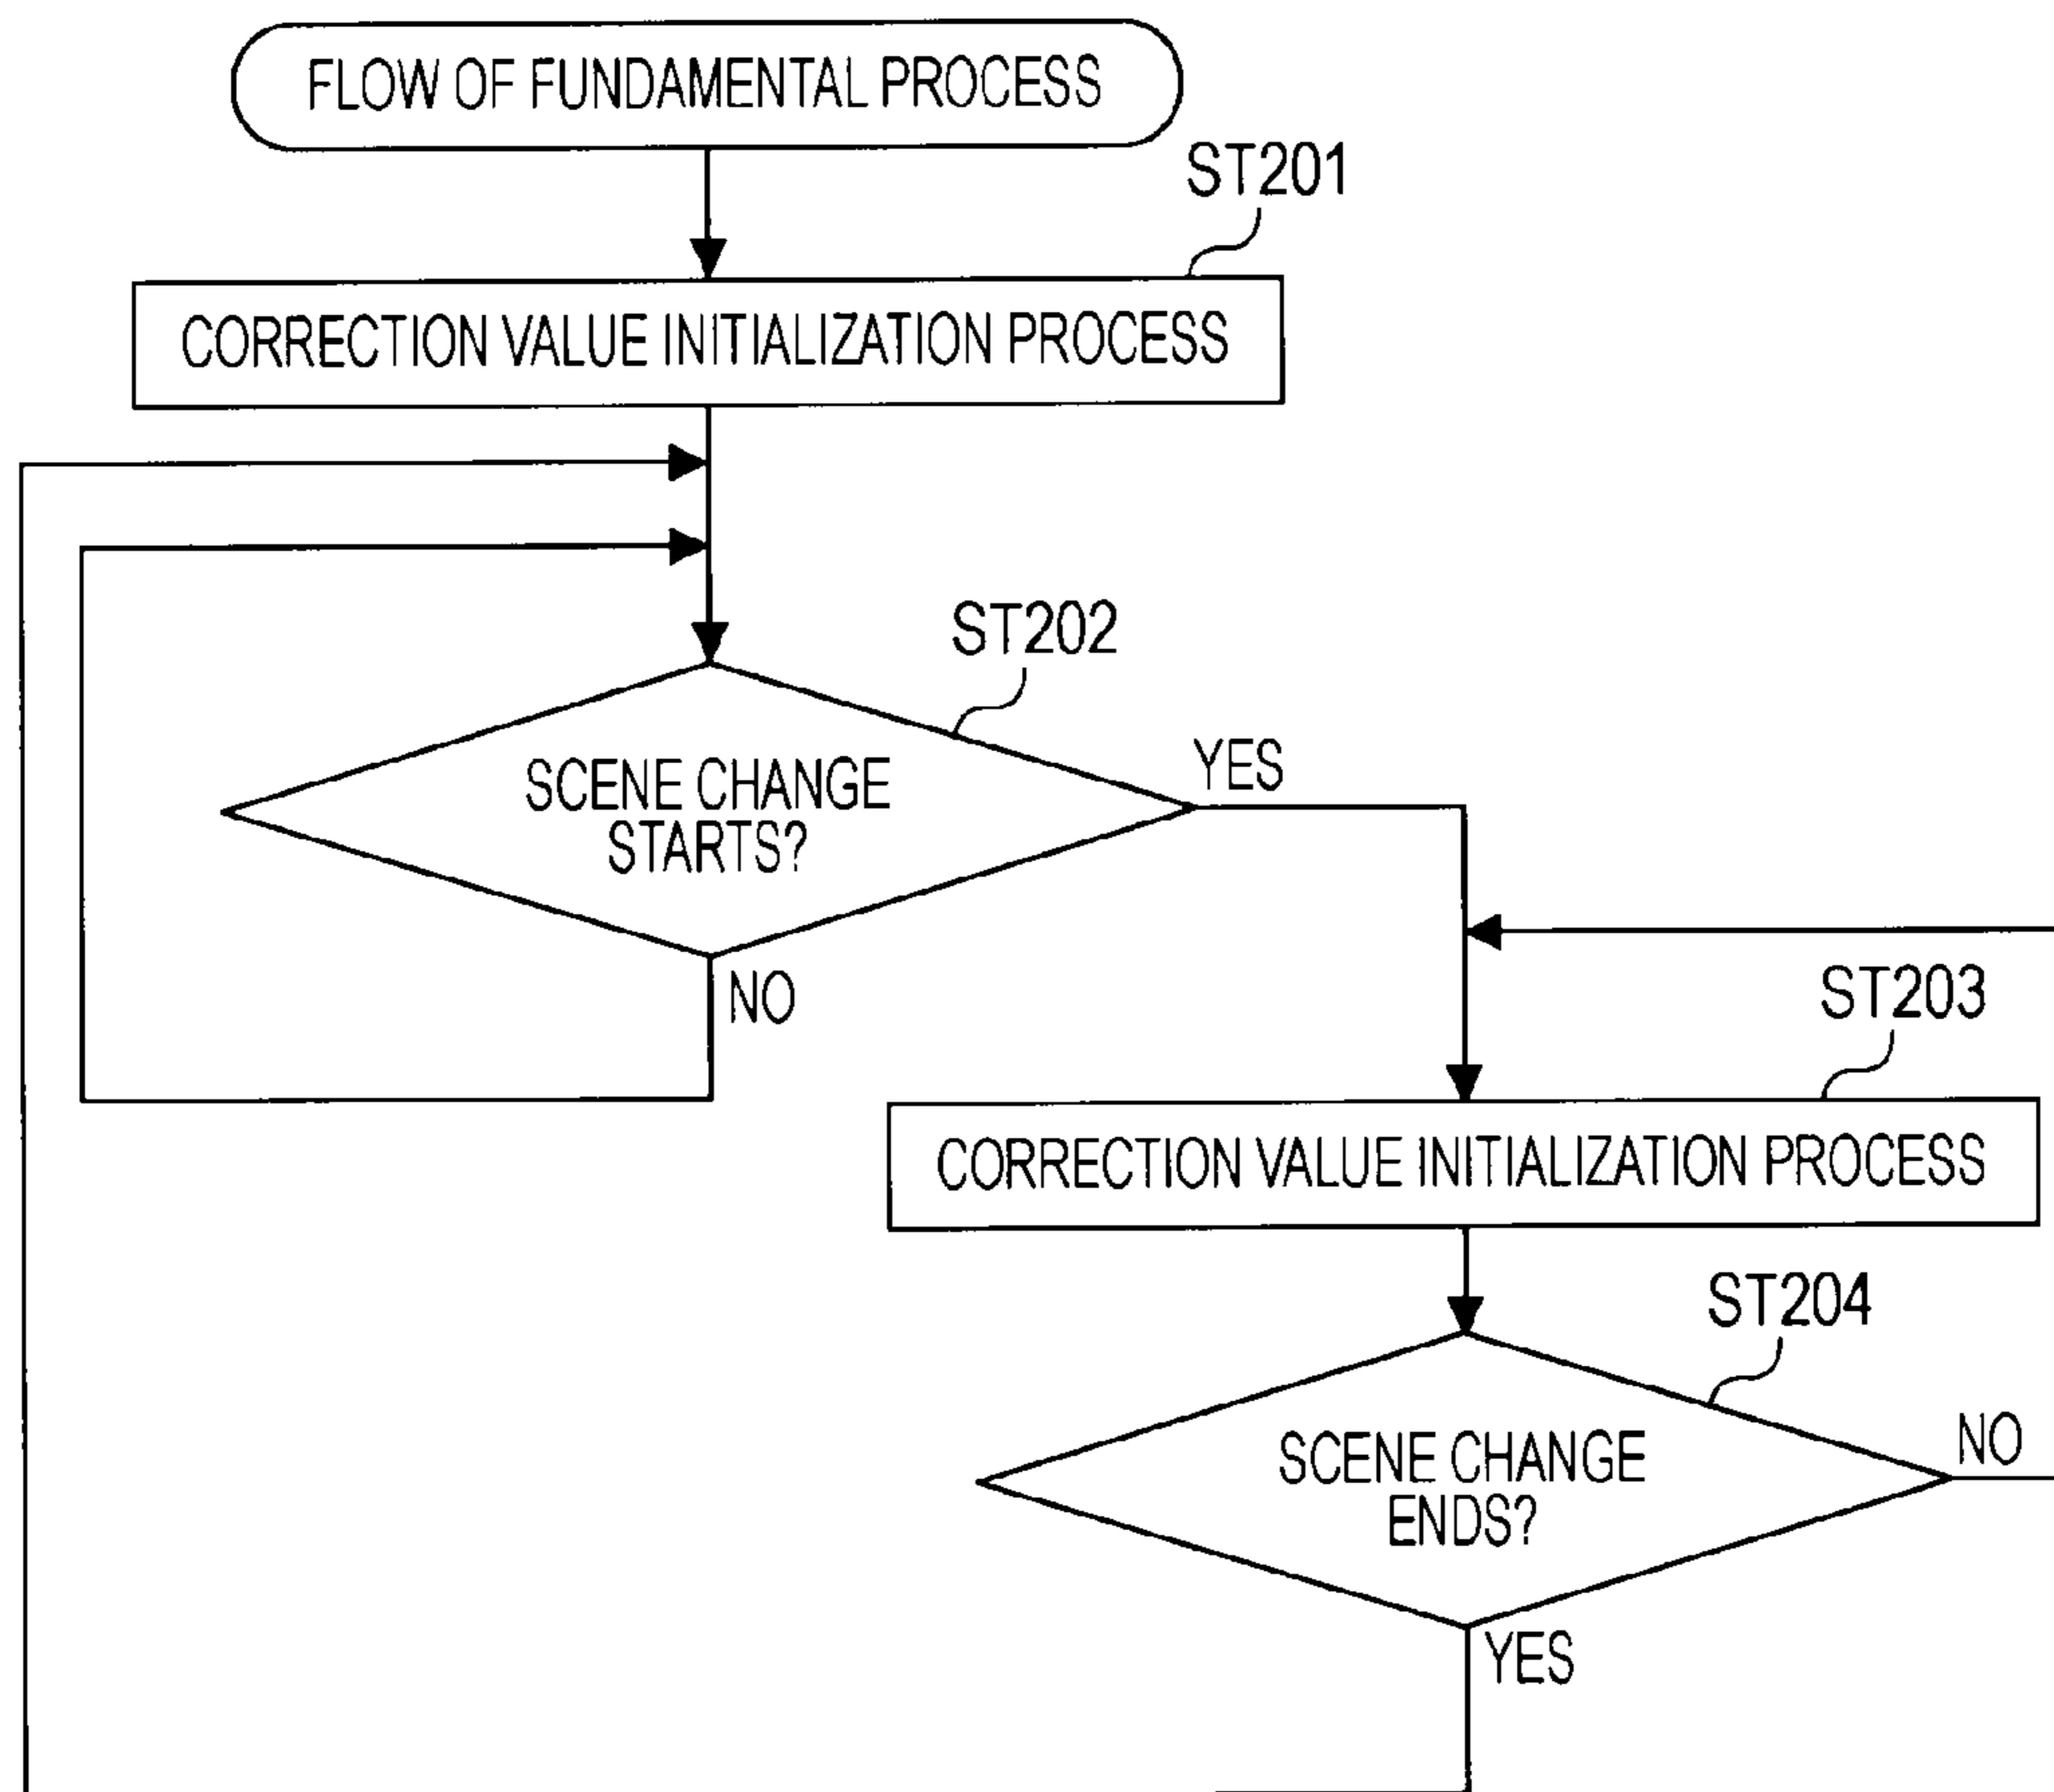 FLOW OF FUNDAMENTAL PROCESS
ST201
CORRECTION VALUE INITIALIZATION PROCESS
ST202
SCENE CHANGE
STARTS?
YES
NO
ST203
CORRECTION VALUE INITIALIZATION PROCESS
ST204
SCENE CHANGE
ENDS?
NO
YES